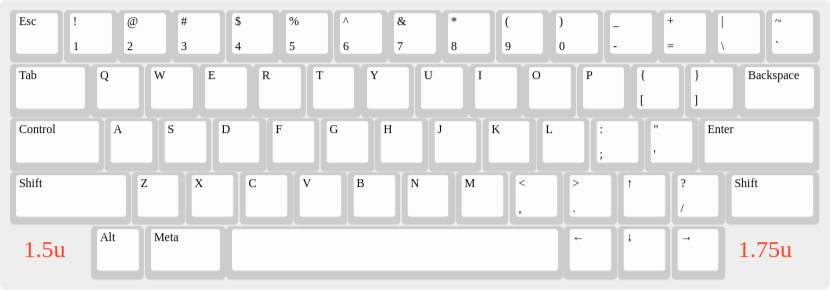 Esc ! @ # $ % ^ & * ( ) _ + | ~
1 2 3 4 5 6 7 8 9 0 - = \ `
Tab Q W E R T Y U I O P { } Backspace
[ ]
Control A S D F G H J K L : " Enter
; '
Shift Z X C V B N M < > ↑ ? Shift
, . /
1.5u Alt Meta ← ↓ → 1.75u